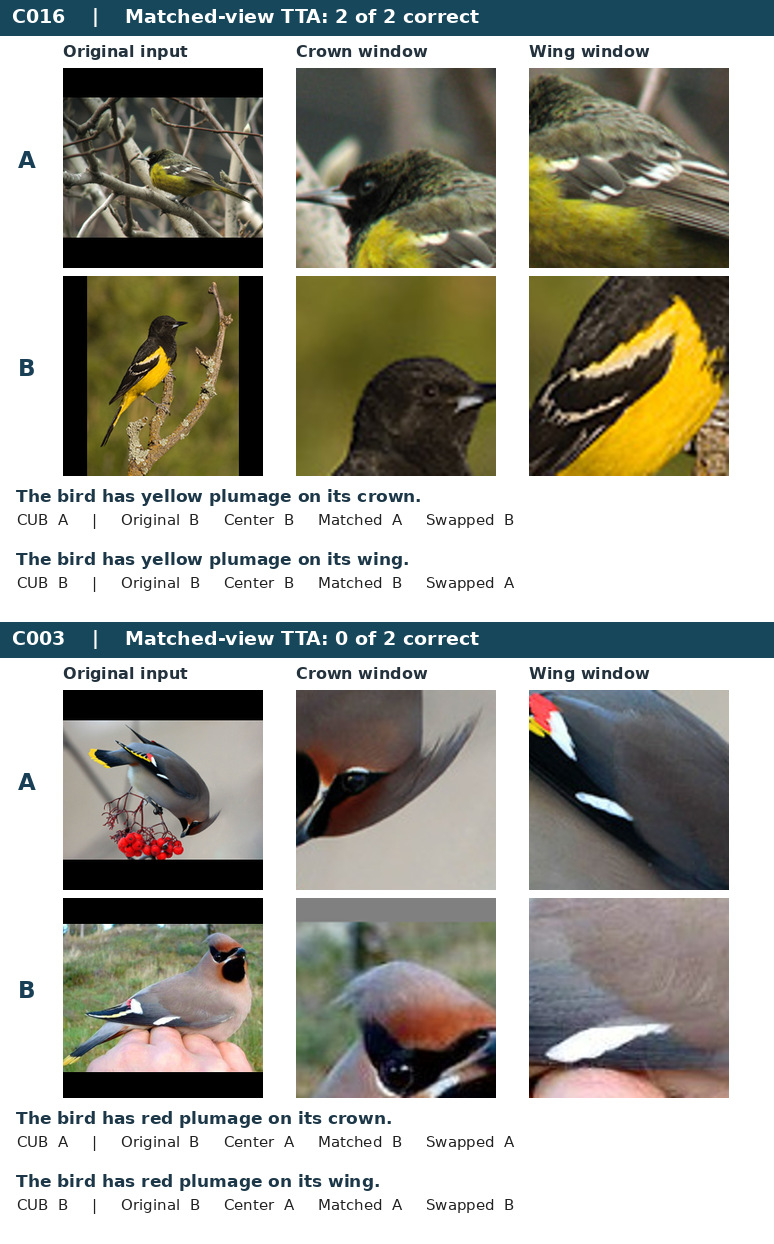 C016 | Matched-view TTA: 2 of 2 correct
Original input Crown window Wing window
A
B
The bird has yellow plumage on its crown.
CUB A | Original B Center B Matched A Swapped B
The bird has yellow plumage on its wing.
CUB B | Original B Center B Matched B Swapped A
C003 | Matched-view TTA: 0 of 2 correct
Original input Crown window Wing window
A
B
The bird has red plumage on its crown.
CUB A | Original B Center A Matched B Swapped A
The bird has red plumage on its wing.
CUB B | Original B Center A Matched A Swapped B